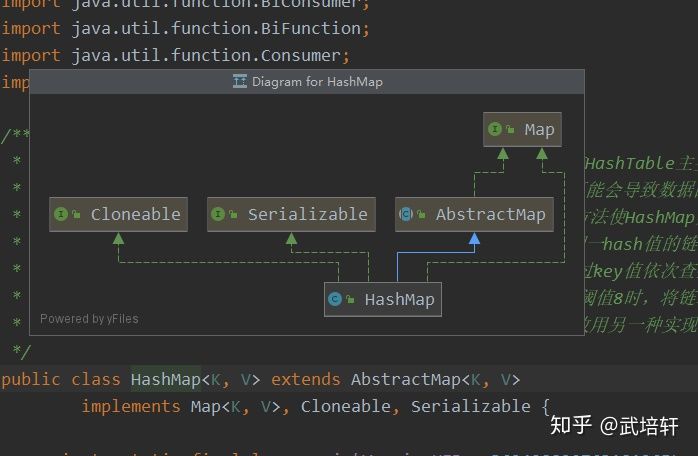 import java.util.function.BiConsumer;
import java.util.function.BiFunction;
import java.util.function.Consumer;
Diagram for HashMap
/**
*
Map
* HashTable主
* 能会导致数据
* Cloneable Serializable AbstractMap 法使HashMap
* 一hash值的链
* key值依次查
* HashMap 阈值8时，将链
* Powered by yFiles 用另一种实现
*/
public class HashMap<K, V> extends AbstractMap<K, V>
implements Map<K, V>, Cloneable, Serializable {
知乎 @武培轩